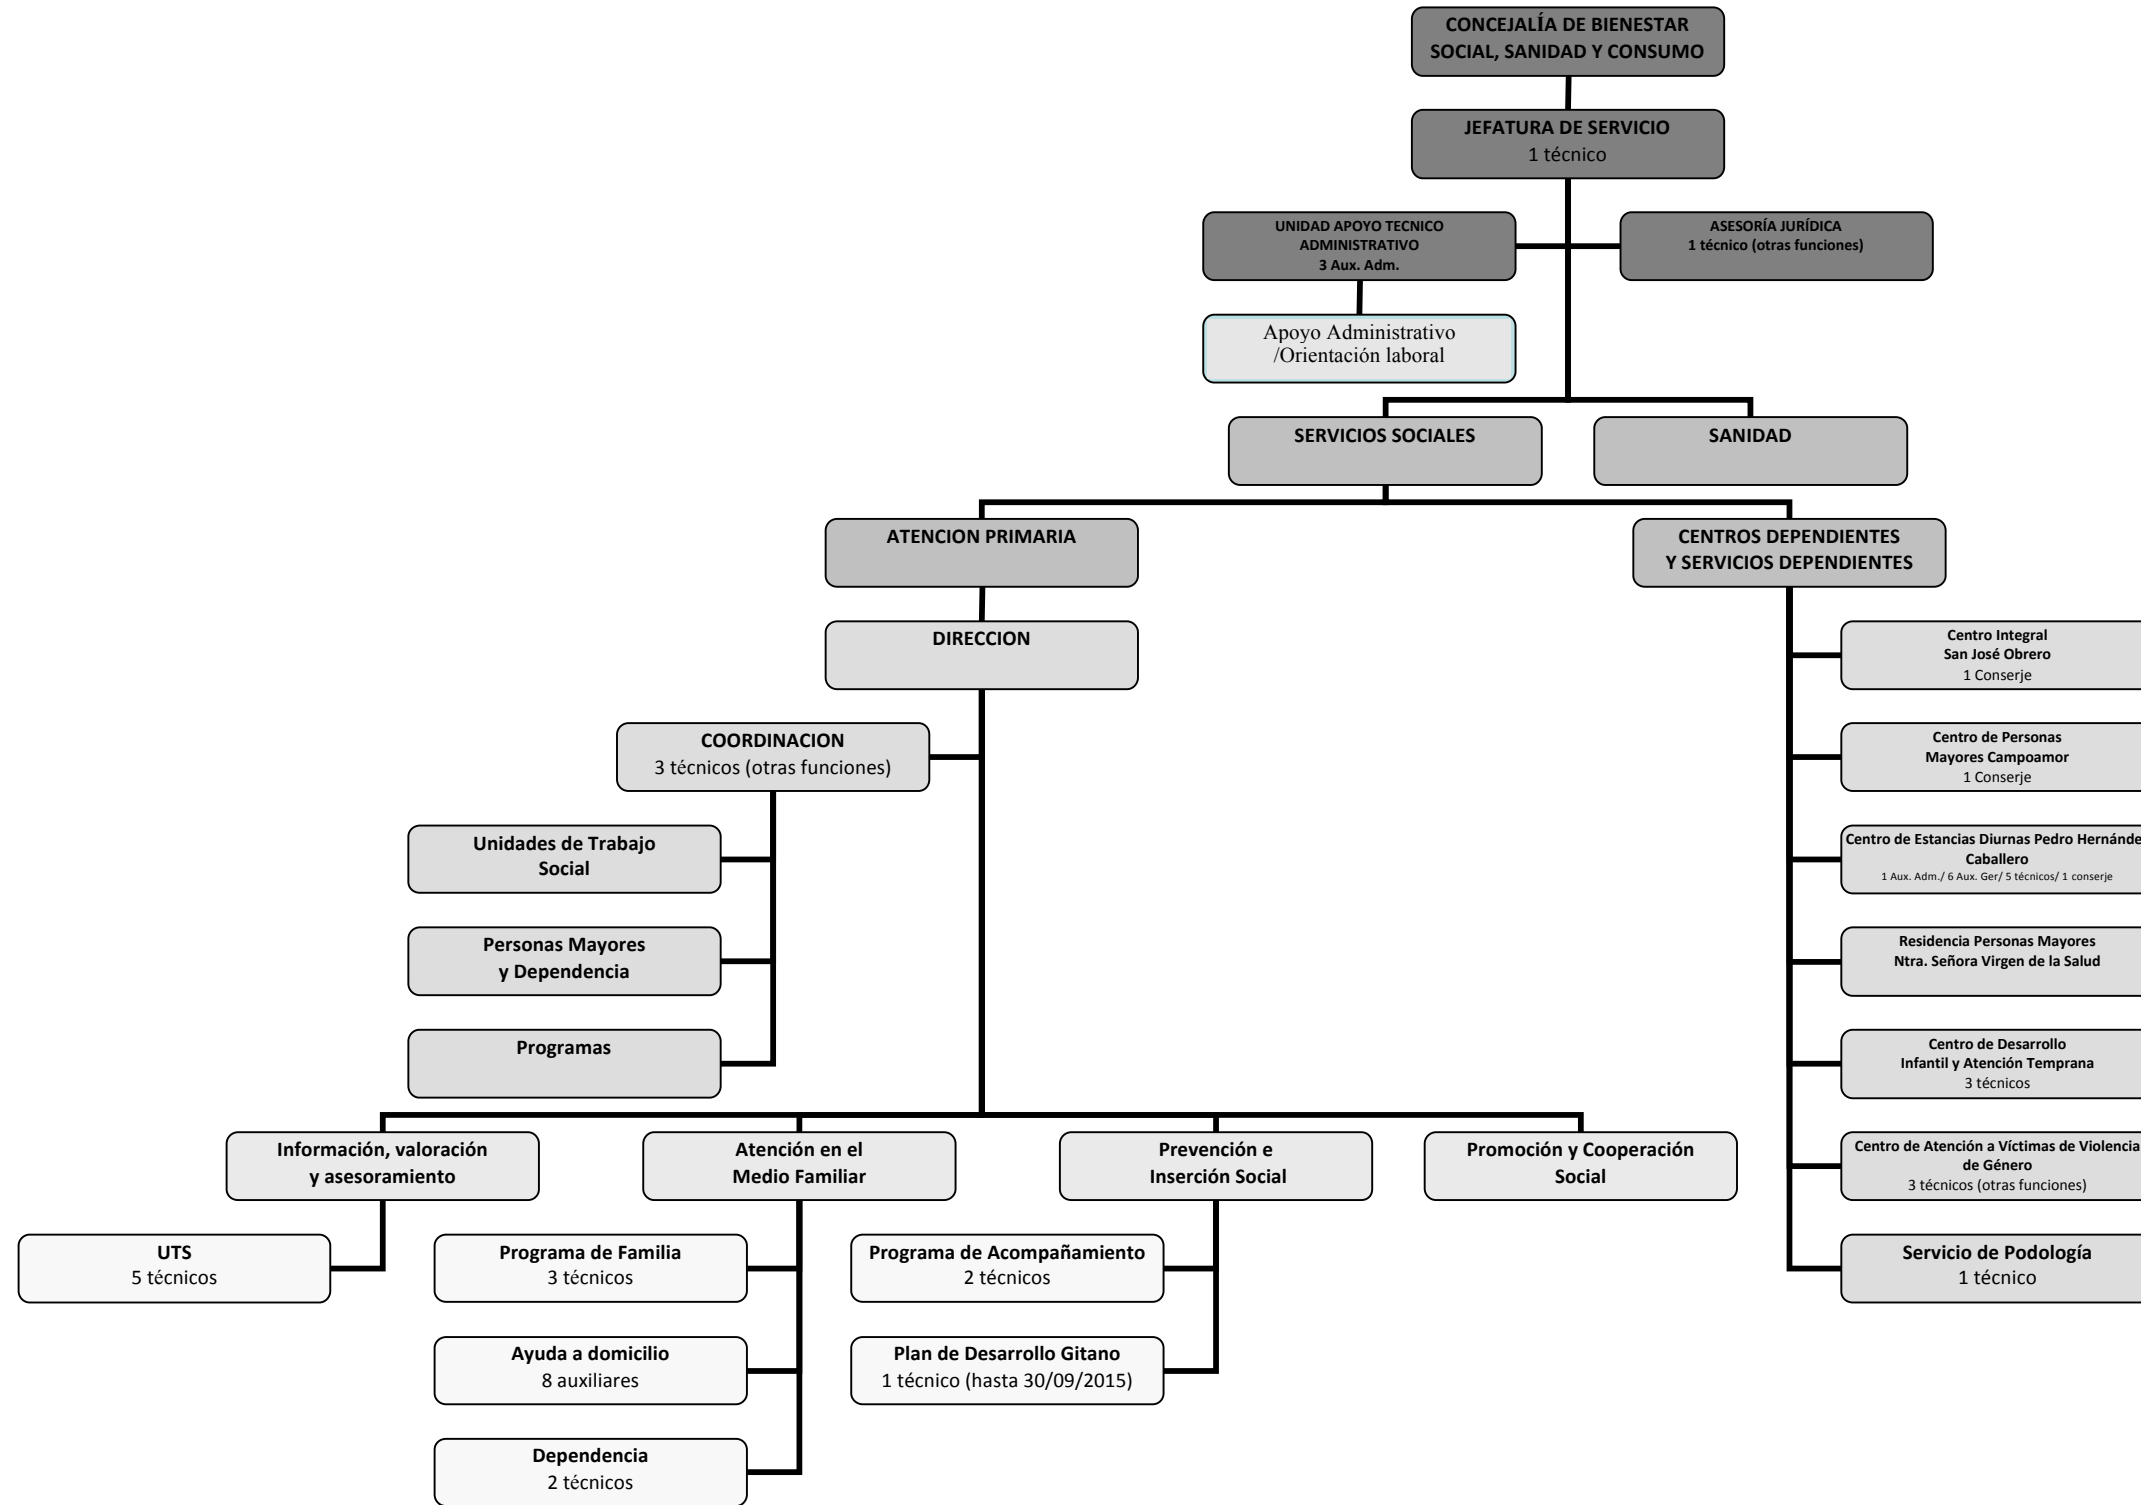 CONCEJALÍA DE BIENESTAR
SOCIAL, SANIDAD Y CONSUMO
JEFATURA DE SERVICIO
1 técnico
UNIDAD APOYO TECNICO
ADMINISTRATIVO
3 Aux. Adm.
ASESORÍA JURÍDICA
1 técnico (otras funciones)
Apoyo Administrativo
/Orientación laboral
SERVICIOS SOCIALES
SANIDAD
ATENCION PRIMARIA
CENTROS DEPENDIENTES
Y SERVICIOS DEPENDIENTES
DIRECCION
Centro Integral
San José Obrero
1 Conserje
COORDINACION
3 técnicos (otras funciones)
Centro de Personas
Mayores Campoamor
1 Conserje
Unidades de Trabajo
Social
Centro de Estancias Diurnas Pedro Hernánde
Caballero
1 Aux. Adm./ 6 Aux. Ger/ 5 técnicos/ 1 conserje
Personas Mayores
y Dependencia
Residencia Personas Mayores
Ntra. Señora Virgen de la Salud
Programas
Centro de Desarrollo
Infantil y Atención Temprana
3 técnicos
Información, valoración
y asesoramiento
Atención en el
Medio Familiar
Prevención e
Inserción Social
Promoción y Cooperación
Social
Centro de Atención a Víctimas de Violencia
de Género
3 técnicos (otras funciones)
UTS
5 técnicos
Programa de Familia
3 técnicos
Programa de Acompañamiento
2 técnicos
Servicio de Podología
1 técnico
Ayuda a domicilio
8 auxiliares
Plan de Desarrollo Gitano
1 técnico (hasta 30/09/2015)
Dependencia
2 técnicos